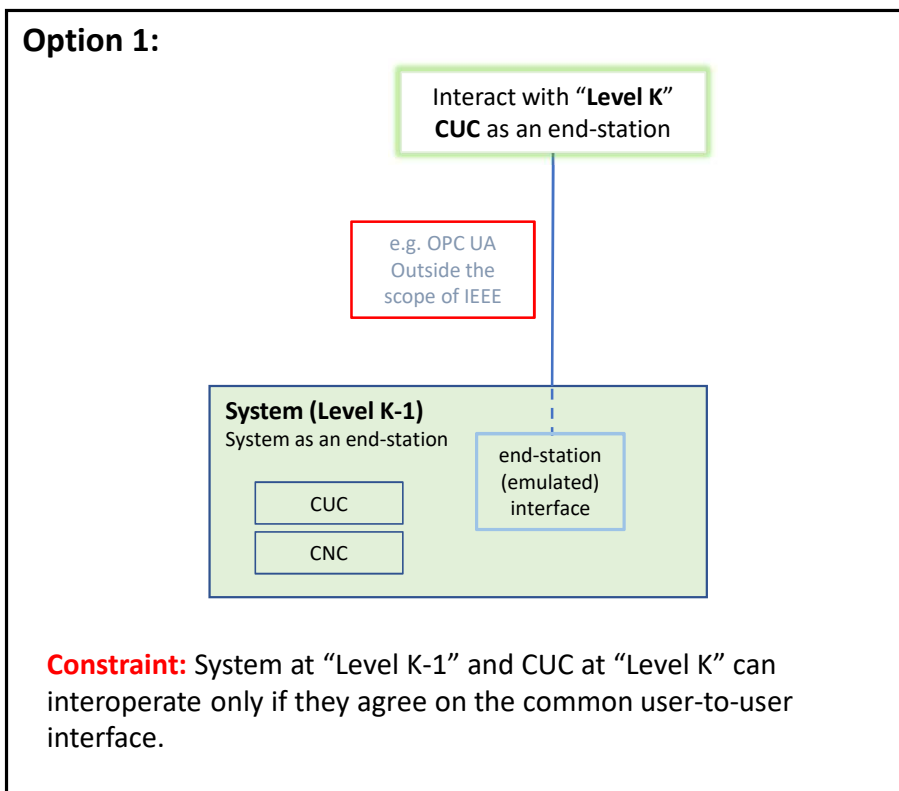 Option 1:
Interact with “Level K”
CUC as an end-station
e.g. OPC UA
Outside the
scope of IEEE
System (Level K-1)
System as an end-station
end-station
(emulated)
interface
CUC
CNC
Constraint: System at “Level K-1” and CUC at “Level K” can
interoperate only if they agree on the common user-to-user
interface.